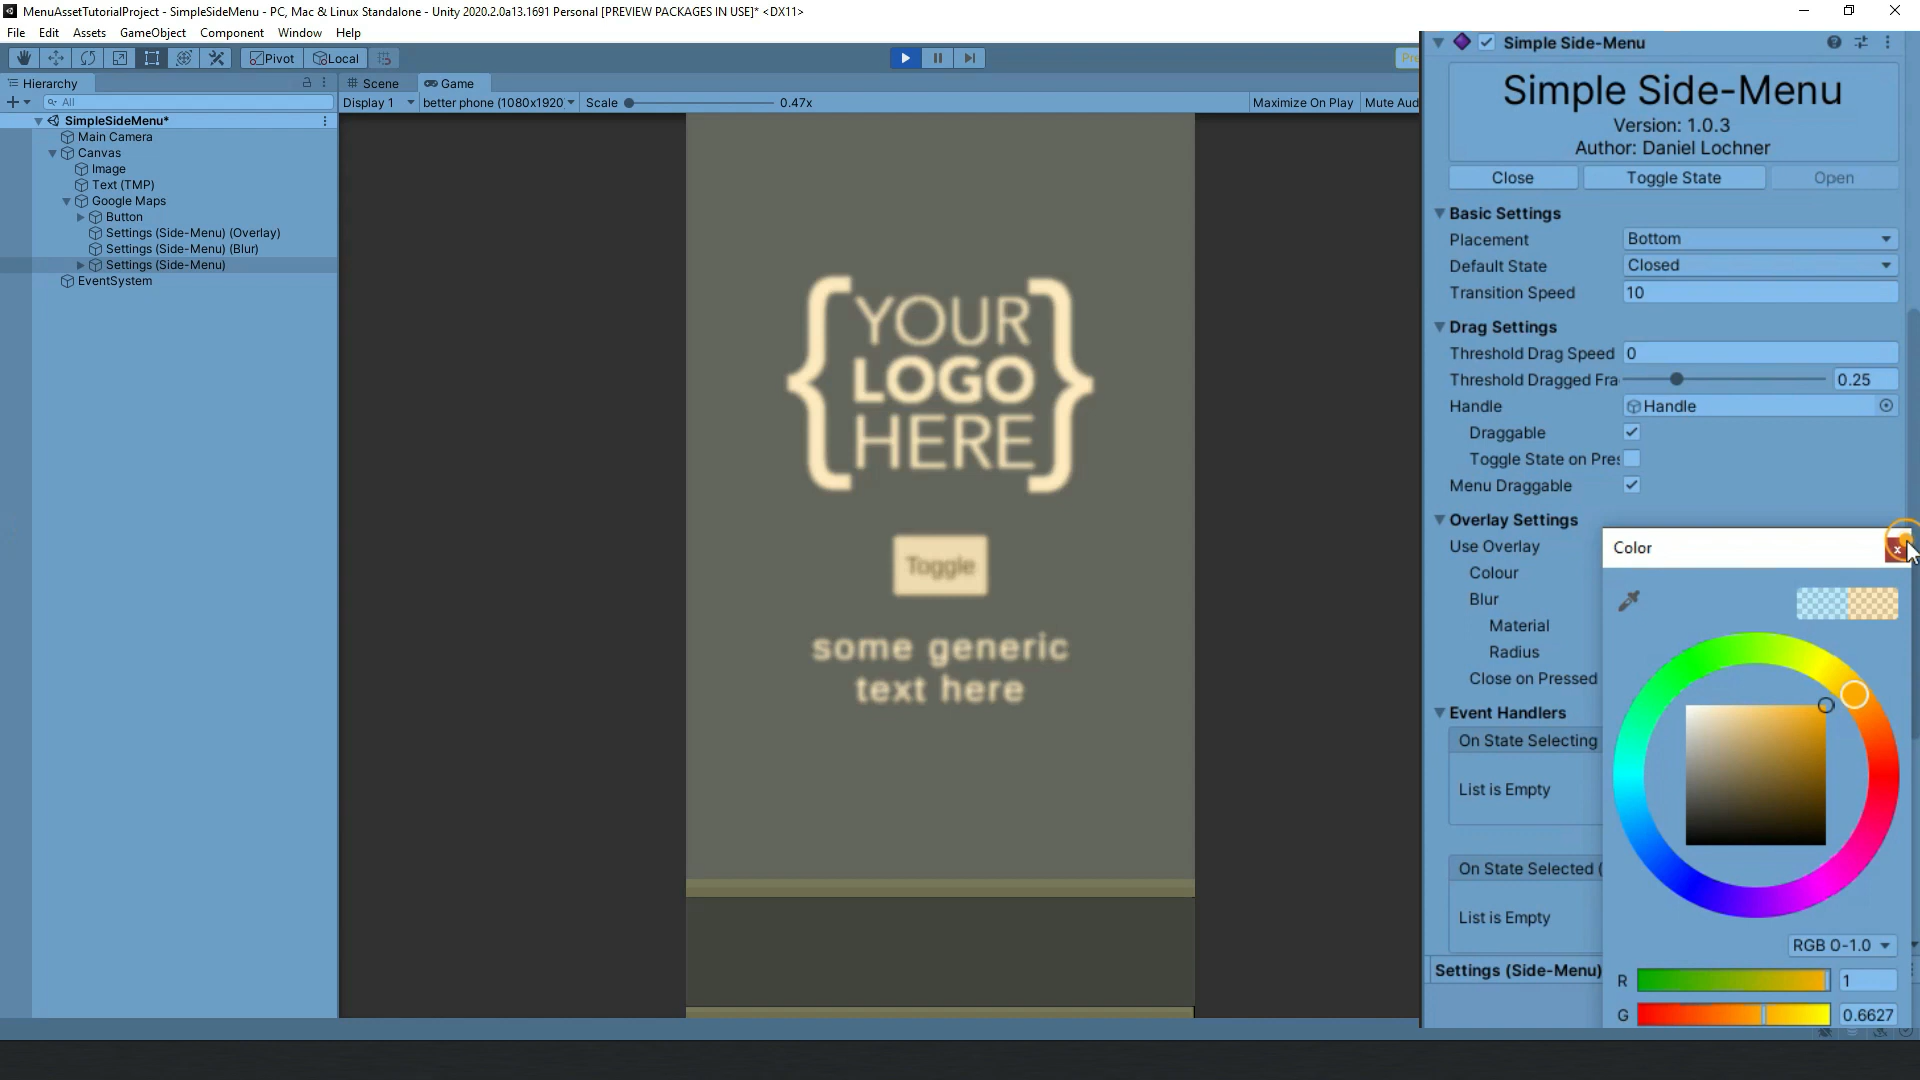 MenuAssetTutorialProject - SimpleSideMenu - PC, Mac & Linux Standalone - Unity 2020.2.0a13.1691 Personal [PREVIEW PACKAGES IN USE]* <DX11>
File Edit Assets GameObject Component Window Help
Pivot Local
Hierarchy
All
SimpleSideMenu*
Main Camera
Canvas
Image
Text (TMP)
Google Maps
Button
Settings (Side-Menu) (Overlay)
Settings (Side-Menu) (Blur)
Settings (Side-Menu)
EventSystem
Scene Game
Display 1 better phone (1080x1920 Scale 0.47x Maximize On Play Mute Aud
YOUR
LOGO
HERE
Toggle
some generic
text here
Simple Side-Menu
Simple Side-Menu
Version: 1.0.3
Author: Daniel Lochner
Close Toggle State Open
Basic Settings
Placement Bottom
Default State Closed
Transition Speed 10
Drag Settings
Threshold Drag Speed 0
Threshold Dragged Fra 0.25
Handle Handle
Draggable
Toggle State on Pres
Menu Draggable
Overlay Settings
Use Overlay
Colour
Blur
Material
Radius
Close on Pressed
Event Handlers
On State Selecting
List is Empty
On State Selected (
List is Empty
Settings (Side-Menu)
Color
x
RGB 0-1.0
R 1
G 0.6627